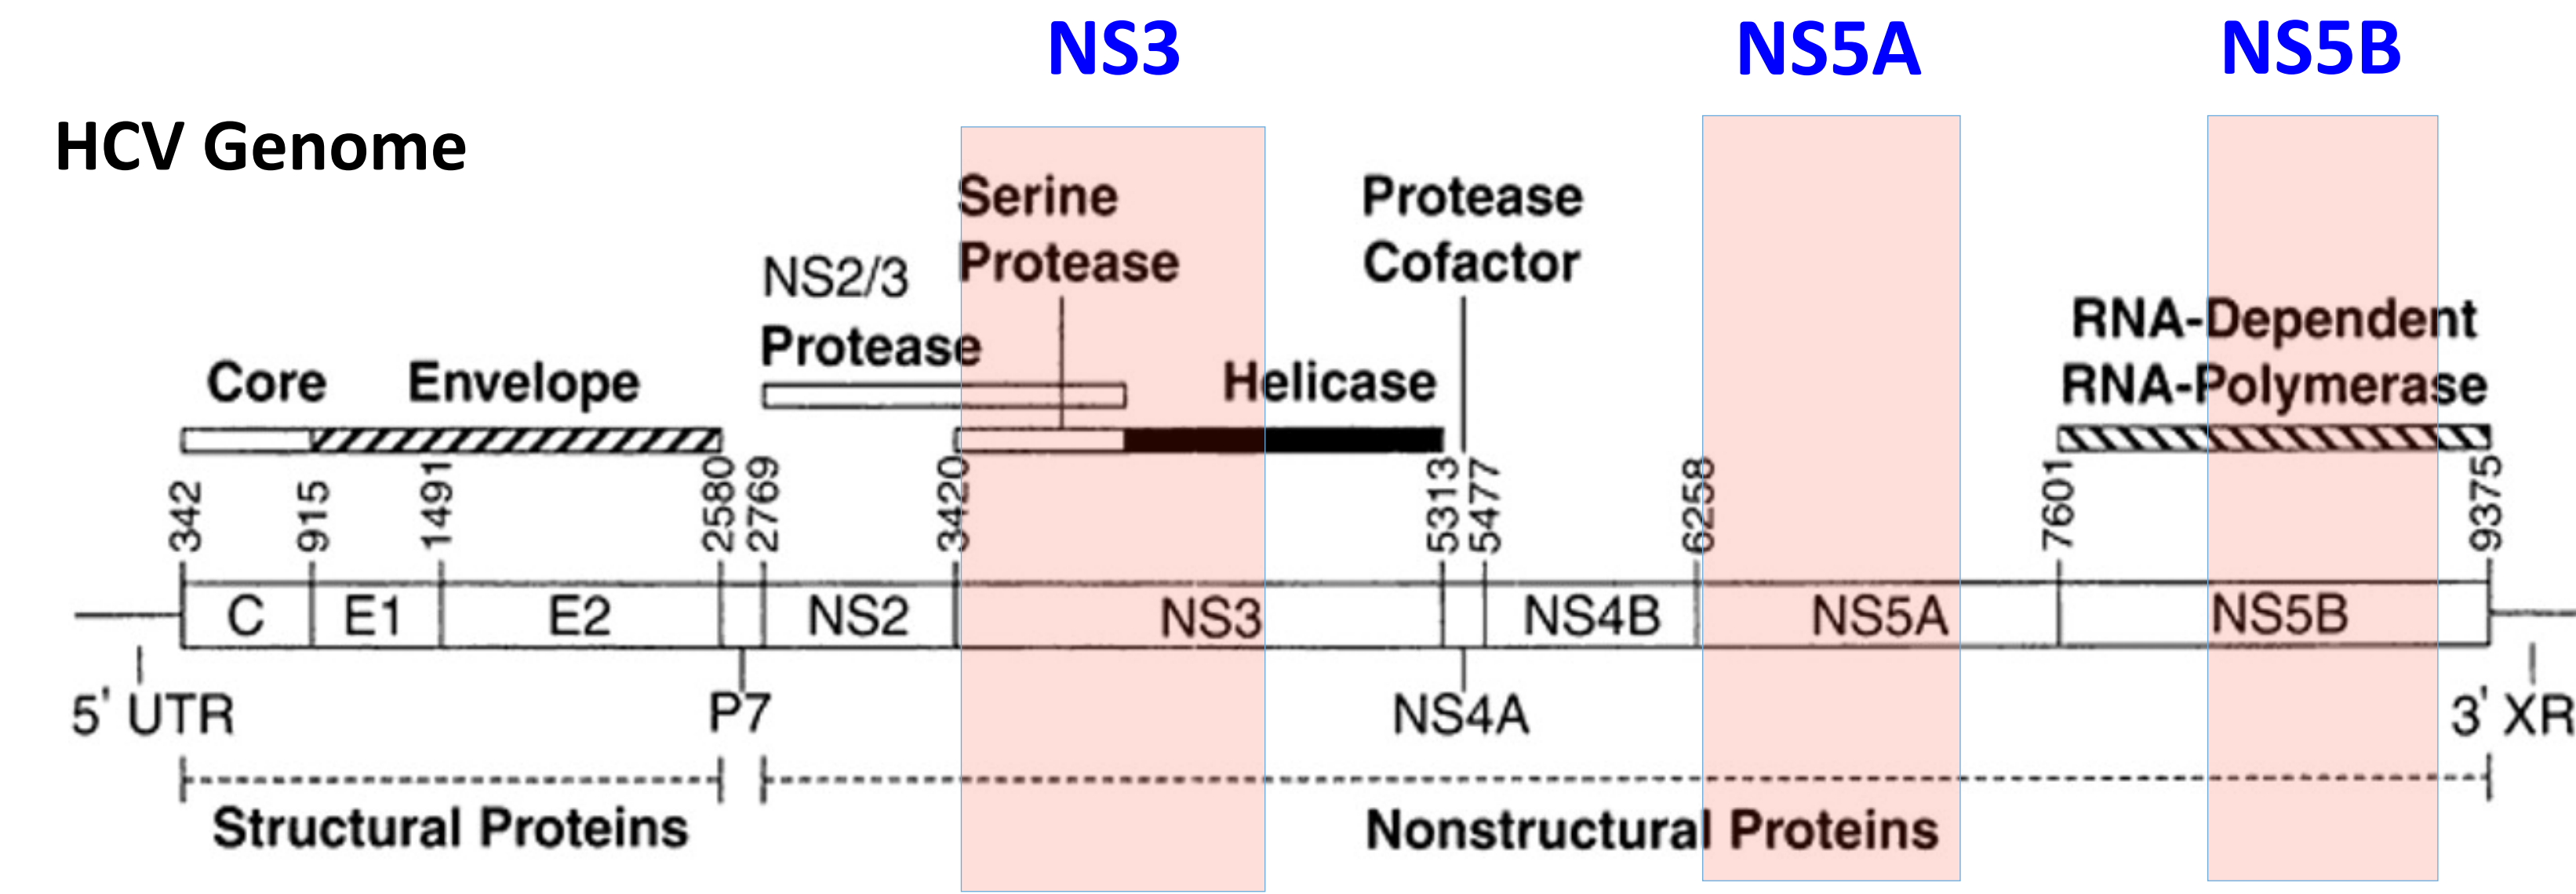 NS3
NS5A
NS5B
HCV Genome
Serine
Protease
Protease
Cofactor
NS2/3
Protease
RNA-Dependent
RNA-Polymerase
Core
Envelope
Helicase
342
915
1491
2580
2769
3420
5313
5477
6258
7601
9375
C
E1
E2
NS2
NS3
NS4B
NS5A
NS5B
5' UTR
P7
NS4A
3' XR
Structural Proteins
Nonstructural Proteins